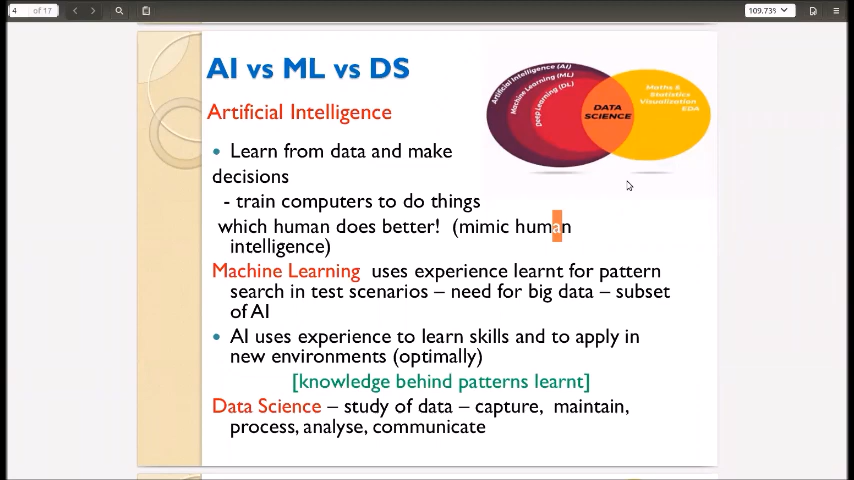 4 of 17
109.73%
AI vs ML vs DS
Artificial Intelligence (AI)
Machine Learning (ML)
Deep Learning (DL)
DATA
SCIENCE
Maths &
Statistics
Visualization
EDA
Artificial Intelligence
• Learn from data and make
decisions
- train computers to do things
which human does better! (mimic human
intelligence)
Machine Learning uses experience learnt for pattern
search in test scenarios – need for big data – subset
of AI
• AI uses experience to learn skills and to apply in
new environments (optimally)
[knowledge behind patterns learnt]
Data Science – study of data – capture, maintain,
process, analyse, communicate